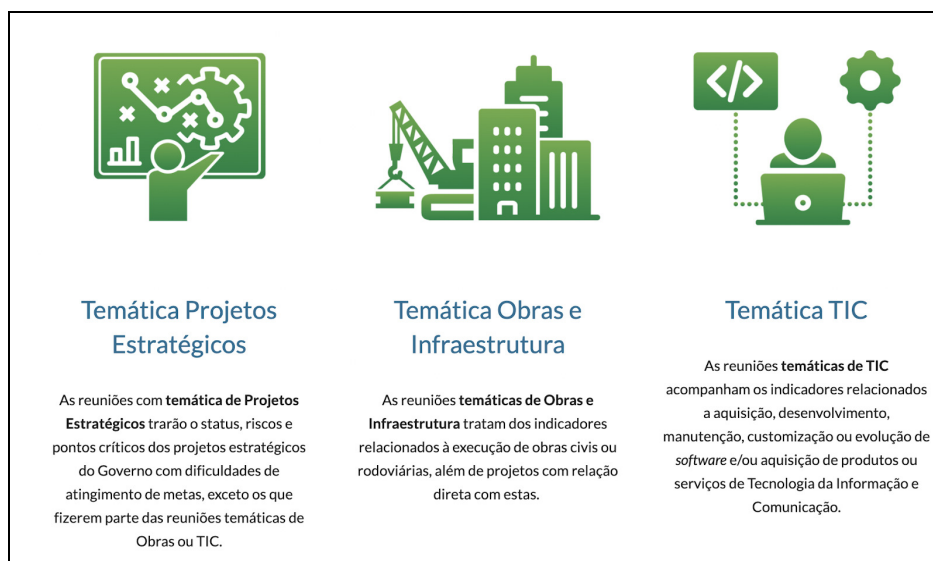 Temática Projetos
Estratégicos
As reuniões com temática de Projetos
Estratégicos trarão o status, riscos e
pontos críticos dos projetos estratégicos
do Governo com dificuldades de
atingimento de metas, exceto os que
fizerem parte das reuniões temáticas de
Obras ou TIC.
Temática Obras e
Infraestrutura
As reuniões temáticas de Obras e
Infraestrutura tratam dos indicadores
relacionados à execução de obras civis ou
rodoviárias, além de projetos com relação
direta com estas.
Temática TIC
As reuniões temáticas de TIC
acompanham os indicadores relacionados
a aquisição, desenvolvimento,
manutenção, customização ou evolução de
software e/ou aquisição de produtos ou
serviços de Tecnologia da Informação e
Comunicação.